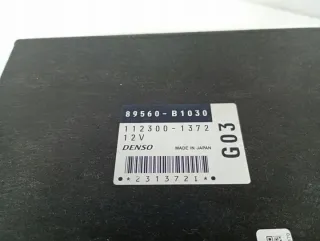 89560-B1030
112300-1372
12V
DENSO MADE IN JAPAN
G03
*2313721*